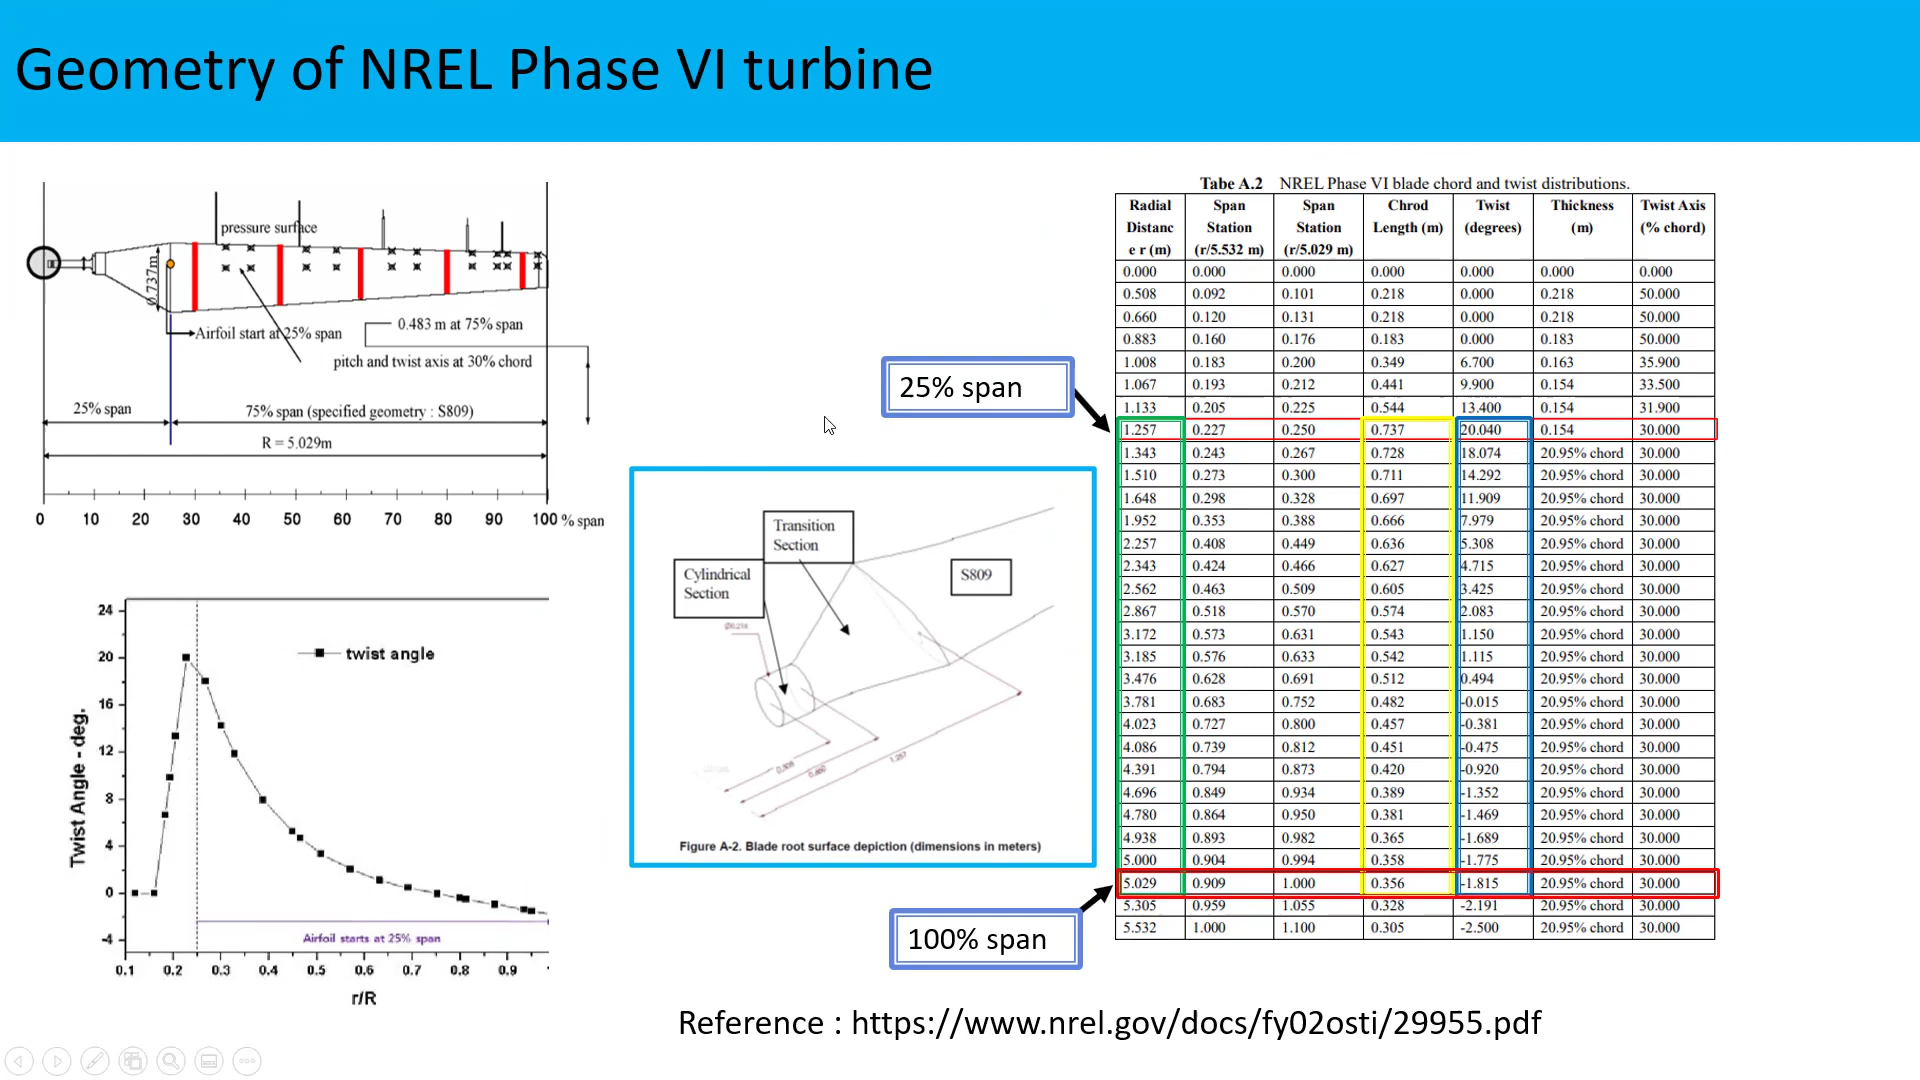 Geometry of NREL Phase VI turbine
pressure surface
Ø.737m
Airfoil start at 25% span
0.483 m at 75% span
pitch and twist axis at 30% chord
25% span
75% span (specified geometry : S809)
R = 5.029m
0 10 20 30 40 50 60 70 80 90 100 % span
24
20
16
12
8
4
0
-4
Twist Angle - deg.
twist angle
Airfoil starts at 25% span
0.1 0.2 0.3 0.4 0.5 0.6 0.7 0.8 0.9
r/R
25% span
Transition
Section
Cylindrical
Section
S809
0.508
0.660
1.257
Figure A-2. Blade root surface depiction (dimensions in meters)
100% span
Tabe A.2 NREL Phase VI blade chord and twist distributions.
Radial Span Span Chrod Twist Thickness Twist Axis
Distanc Station Station Length (m) (degrees) (m) (% chord)
e r (m) (r/5.532 m) (r/5.029 m)
0.000 0.000 0.000 0.000 0.000 0.000 0.000
0.508 0.092 0.101 0.218 0.000 0.218 50.000
0.660 0.120 0.131 0.218 0.000 0.218 50.000
0.883 0.160 0.176 0.183 0.000 0.183 50.000
1.008 0.183 0.200 0.349 6.700 0.163 35.900
1.067 0.193 0.212 0.441 9.900 0.154 33.500
1.133 0.205 0.225 0.544 13.400 0.154 31.900
1.257 0.227 0.250 0.737 20.040 0.154 30.000
1.343 0.243 0.267 0.728 18.074 20.95% chord 30.000
1.510 0.273 0.300 0.711 14.292 20.95% chord 30.000
1.648 0.298 0.328 0.697 11.909 20.95% chord 30.000
1.952 0.353 0.388 0.666 7.979 20.95% chord 30.000
2.257 0.408 0.449 0.636 5.308 20.95% chord 30.000
2.343 0.424 0.466 0.627 4.715 20.95% chord 30.000
2.562 0.463 0.509 0.605 3.425 20.95% chord 30.000
2.867 0.518 0.570 0.574 2.083 20.95% chord 30.000
3.172 0.573 0.631 0.543 1.150 20.95% chord 30.000
3.185 0.576 0.633 0.542 1.115 20.95% chord 30.000
3.476 0.628 0.691 0.512 0.494 20.95% chord 30.000
3.781 0.683 0.752 0.482 -0.015 20.95% chord 30.000
4.023 0.727 0.800 0.457 -0.381 20.95% chord 30.000
4.086 0.739 0.812 0.451 -0.475 20.95% chord 30.000
4.391 0.794 0.873 0.420 -0.920 20.95% chord 30.000
4.696 0.849 0.934 0.389 -1.352 20.95% chord 30.000
4.780 0.864 0.950 0.381 -1.469 20.95% chord 30.000
4.938 0.893 0.982 0.365 -1.689 20.95% chord 30.000
5.000 0.904 0.994 0.358 -1.775 20.95% chord 30.000
5.029 0.909 1.000 0.356 -1.815 20.95% chord 30.000
5.305 0.959 1.055 0.328 -2.191 20.95% chord 30.000
5.532 1.000 1.100 0.305 -2.500 20.95% chord 30.000
Reference : https://www.nrel.gov/docs/fy02osti/29955.pdf